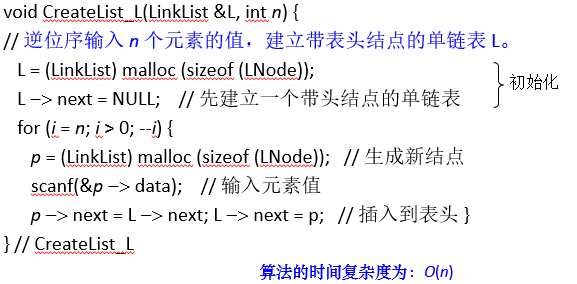 void CreateList_L(LinkList &L, int n) {
// 逆位序输入 n 个元素的值，建立带表头结点的单链表 L。
L = (LinkList) malloc (sizeof (LNode));
L –> next = NULL; // 先建立一个带头结点的单链表
初始化
for (i = n; i > 0; --i) {
p = (LinkList) malloc (sizeof (LNode)); // 生成新结点
scanf(&p –> data); // 输入元素值
p –> next = L –> next; L –> next = p; // 插入到表头 }
} // CreateList_L
算法的时间复杂度为：O(n)